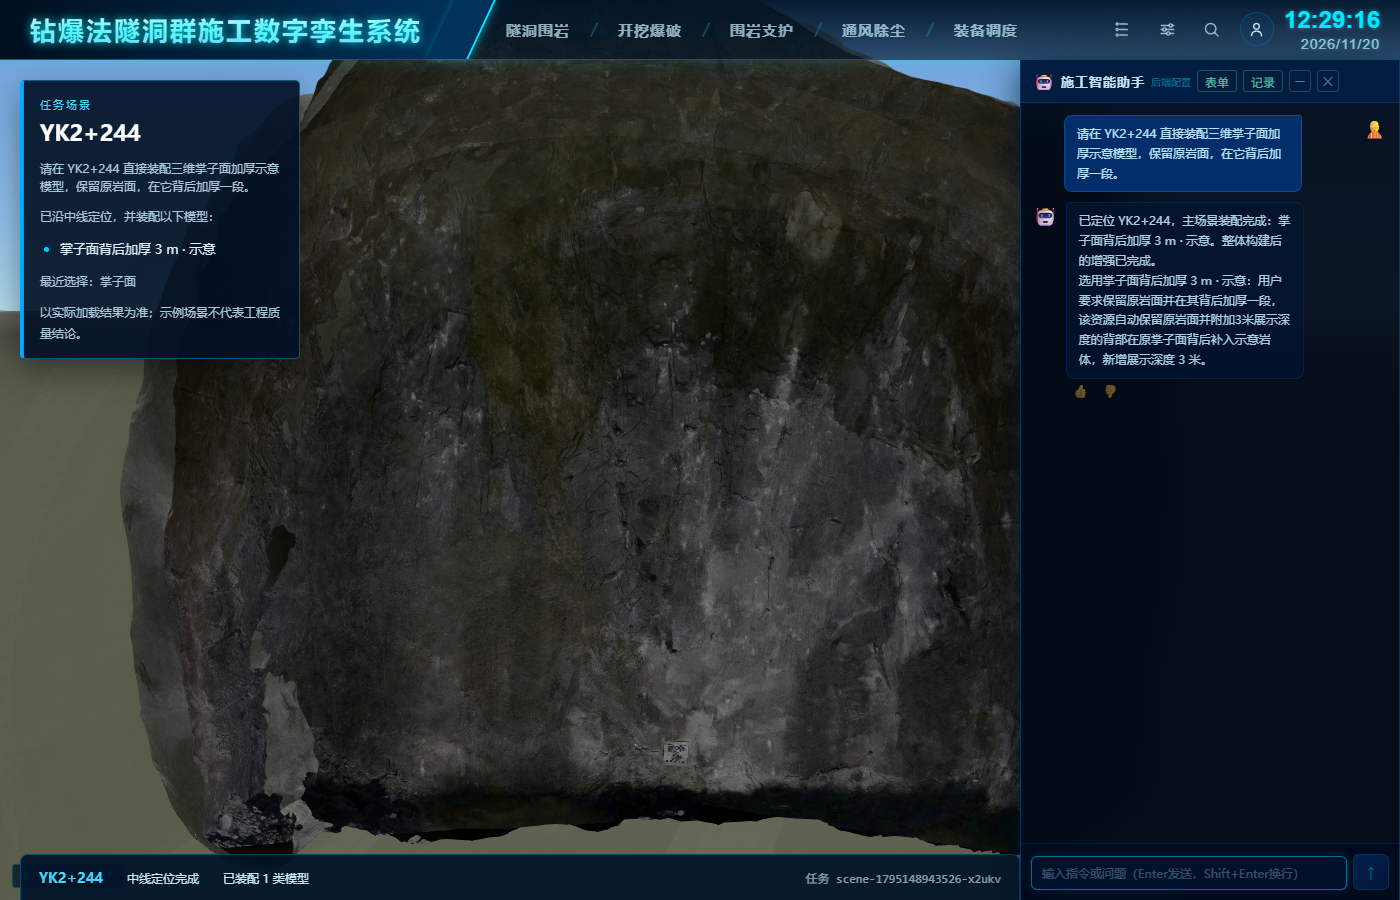 钻爆法隧洞群施工数字孪生系统
隧洞围岩 / 开挖爆破 / 围岩支护 / 通风除尘 / 装备调度
12:29:16
2026/11/20
任务场景
YK2+244
请在 YK2+244 直接装配三维掌子面加厚示意
模型，保留原岩面，在它背后加厚一段。
已沿中线定位，并装配以下模型：
掌子面背后加厚 3 m · 示意
最近选择：掌子面
以实际加载结果为准；示例场景不代表工程质
量结论。
施工智能助手 后端配置 表单 记录
请在 YK2+244 直接装配三维掌子面加
厚示意模型，保留原岩面，在它背后加
厚一段。
已定位 YK2+244，主场景装配完成：掌
子面背后加厚 3 m · 示意。整体构建后
的增强已完成。
选用掌子面背后加厚 3 m · 示意：用户
要求保留原岩面并在其背后加厚一段，
该资源自动保留原岩面并附加3米展示深
度的背部在原掌子面背后补入示意岩
体，新增展示深度 3 米。
YK2+244 中线定位完成 已装配 1 类模型
任务 scene-1795148943526-x2ukv
输入指令或问题（Enter发送，Shift+Enter换行）